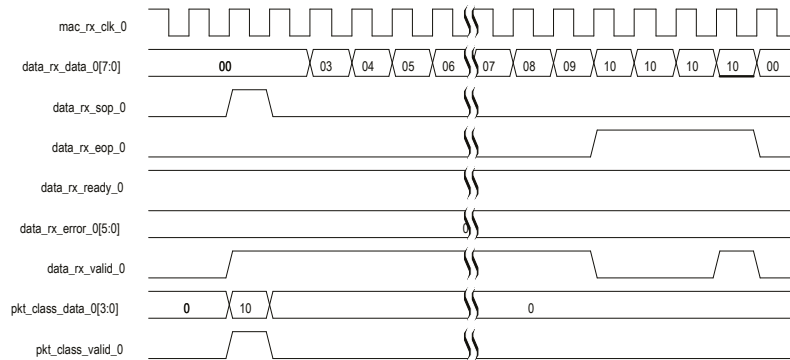 mac_rx_clk_0
data_rx_data_0[7:0] 00 03 04 05 06 07 08 09 10 10 10 10 00
data_rx_sop_0
data_rx_eop_0
data_rx_ready_0
data_rx_error_0[5:0] 0
data_rx_valid_0
pkt_class_data_0[3:0] 0 10 0
pkt_class_valid_0